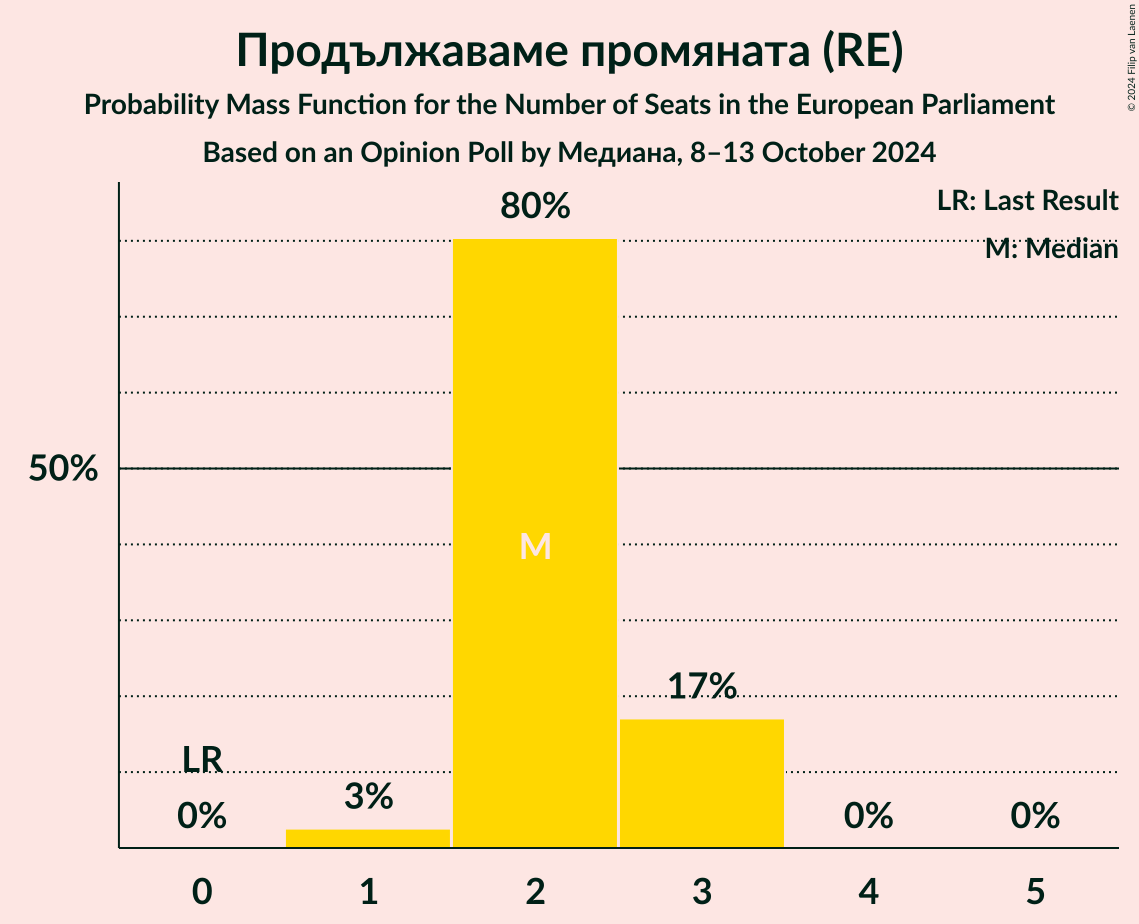 Продължаваме промяната (RE)
Probability Mass Function for the Number of Seats in the European Parliament
Based on an Opinion Poll by Медиана, 8–13 October 2024
© 2024 Filip van Laenen
LR: Last Result
M: Median
80%
50%
M
17%
LR
3%
0%
0%
0%
0 1 2 3 4 5